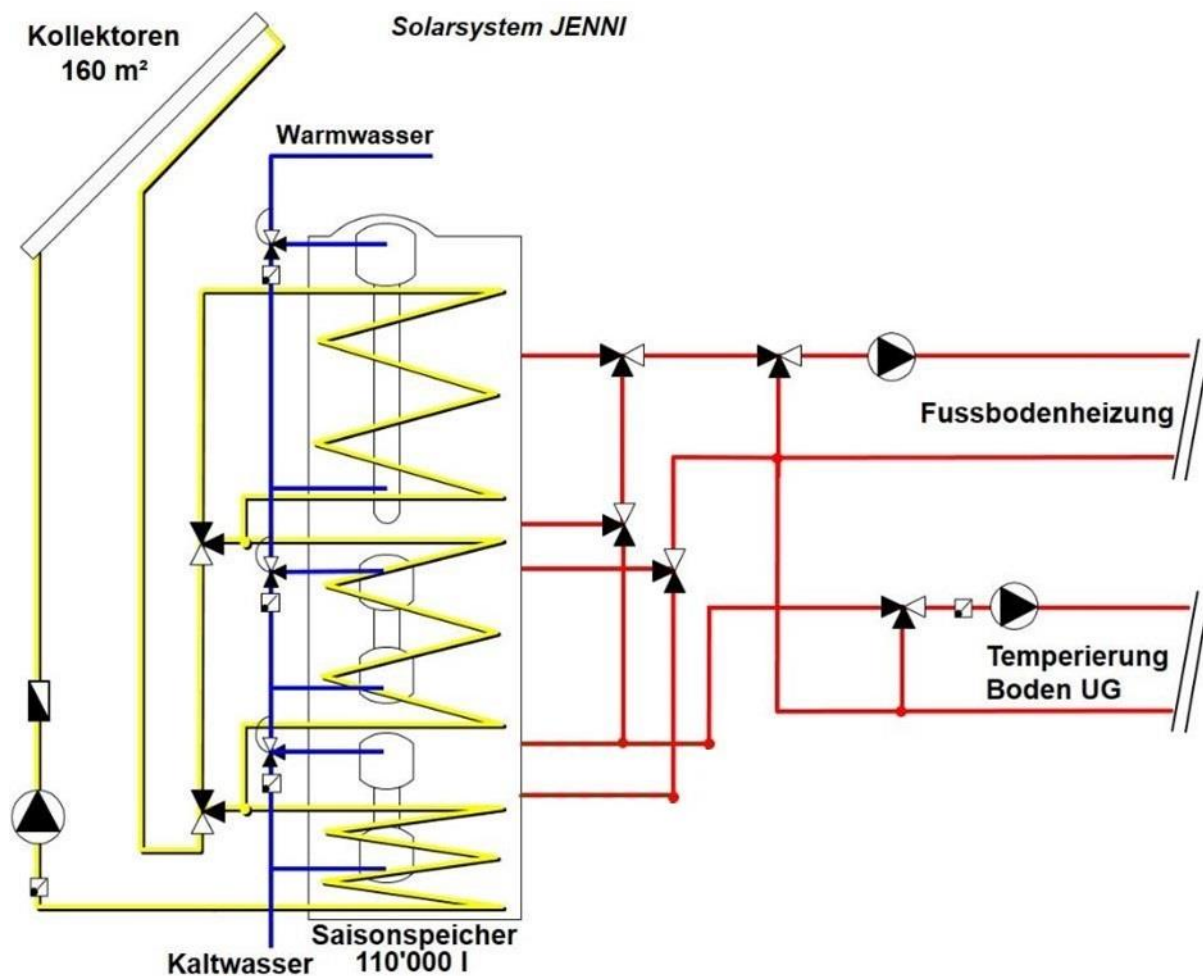 Solarsystem JENNI
Kollektoren
160 m²
Warmwasser
Fussbodenheizung
Temperierung
Boden UG
Saisonspeicher
110'000 l
Kaltwasser